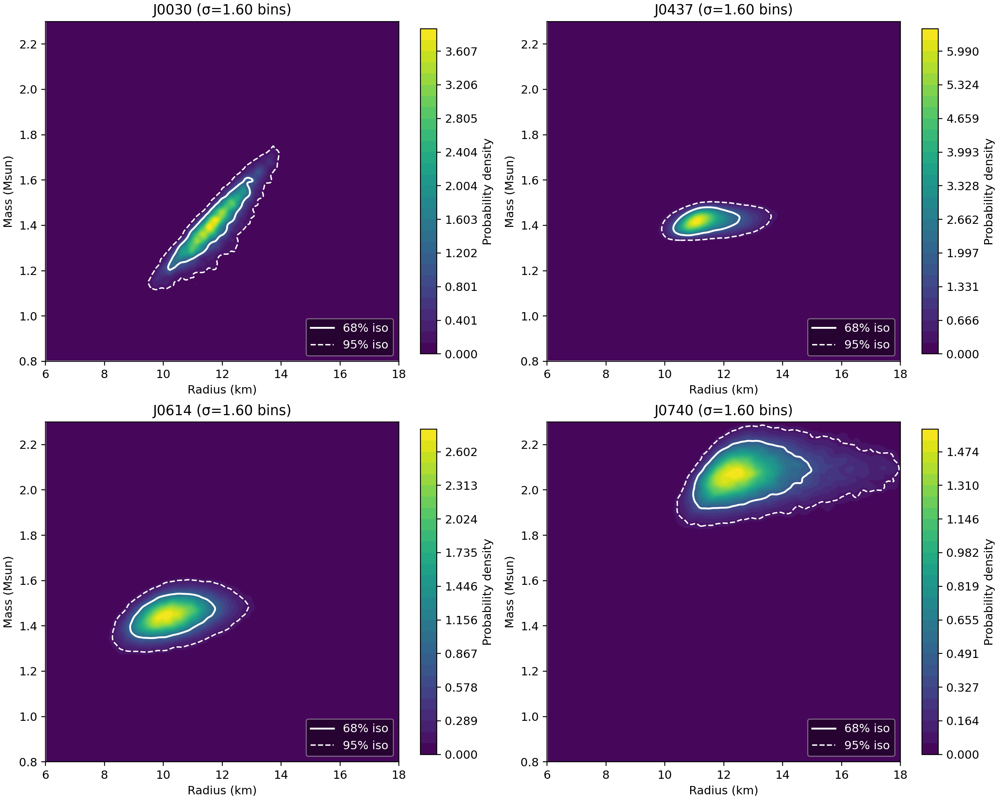 J0030 (σ=1.60 bins)
2.2
2.0
1.8
1.6
1.4
1.2
1.0
0.8
Mass (Msun)
6 8 10 12 14 16 18
Radius (km)
68% iso
95% iso
3.607
3.206
2.805
2.404
2.004
1.603
1.202
0.801
0.401
0.000
Probability density
J0437 (σ=1.60 bins)
2.2
2.0
1.8
1.6
1.4
1.2
1.0
0.8
Mass (Msun)
6 8 10 12 14 16 18
Radius (km)
68% iso
95% iso
5.990
5.324
4.659
3.993
3.328
2.662
1.997
1.331
0.666
0.000
Probability density
J0614 (σ=1.60 bins)
2.2
2.0
1.8
1.6
1.4
1.2
1.0
0.8
Mass (Msun)
6 8 10 12 14 16 18
Radius (km)
68% iso
95% iso
2.602
2.313
2.024
1.735
1.446
1.156
0.867
0.578
0.289
0.000
Probability density
J0740 (σ=1.60 bins)
2.2
2.0
1.8
1.6
1.4
1.2
1.0
0.8
Mass (Msun)
6 8 10 12 14 16 18
Radius (km)
68% iso
95% iso
1.474
1.310
1.146
0.982
0.819
0.655
0.491
0.327
0.164
0.000
Probability density